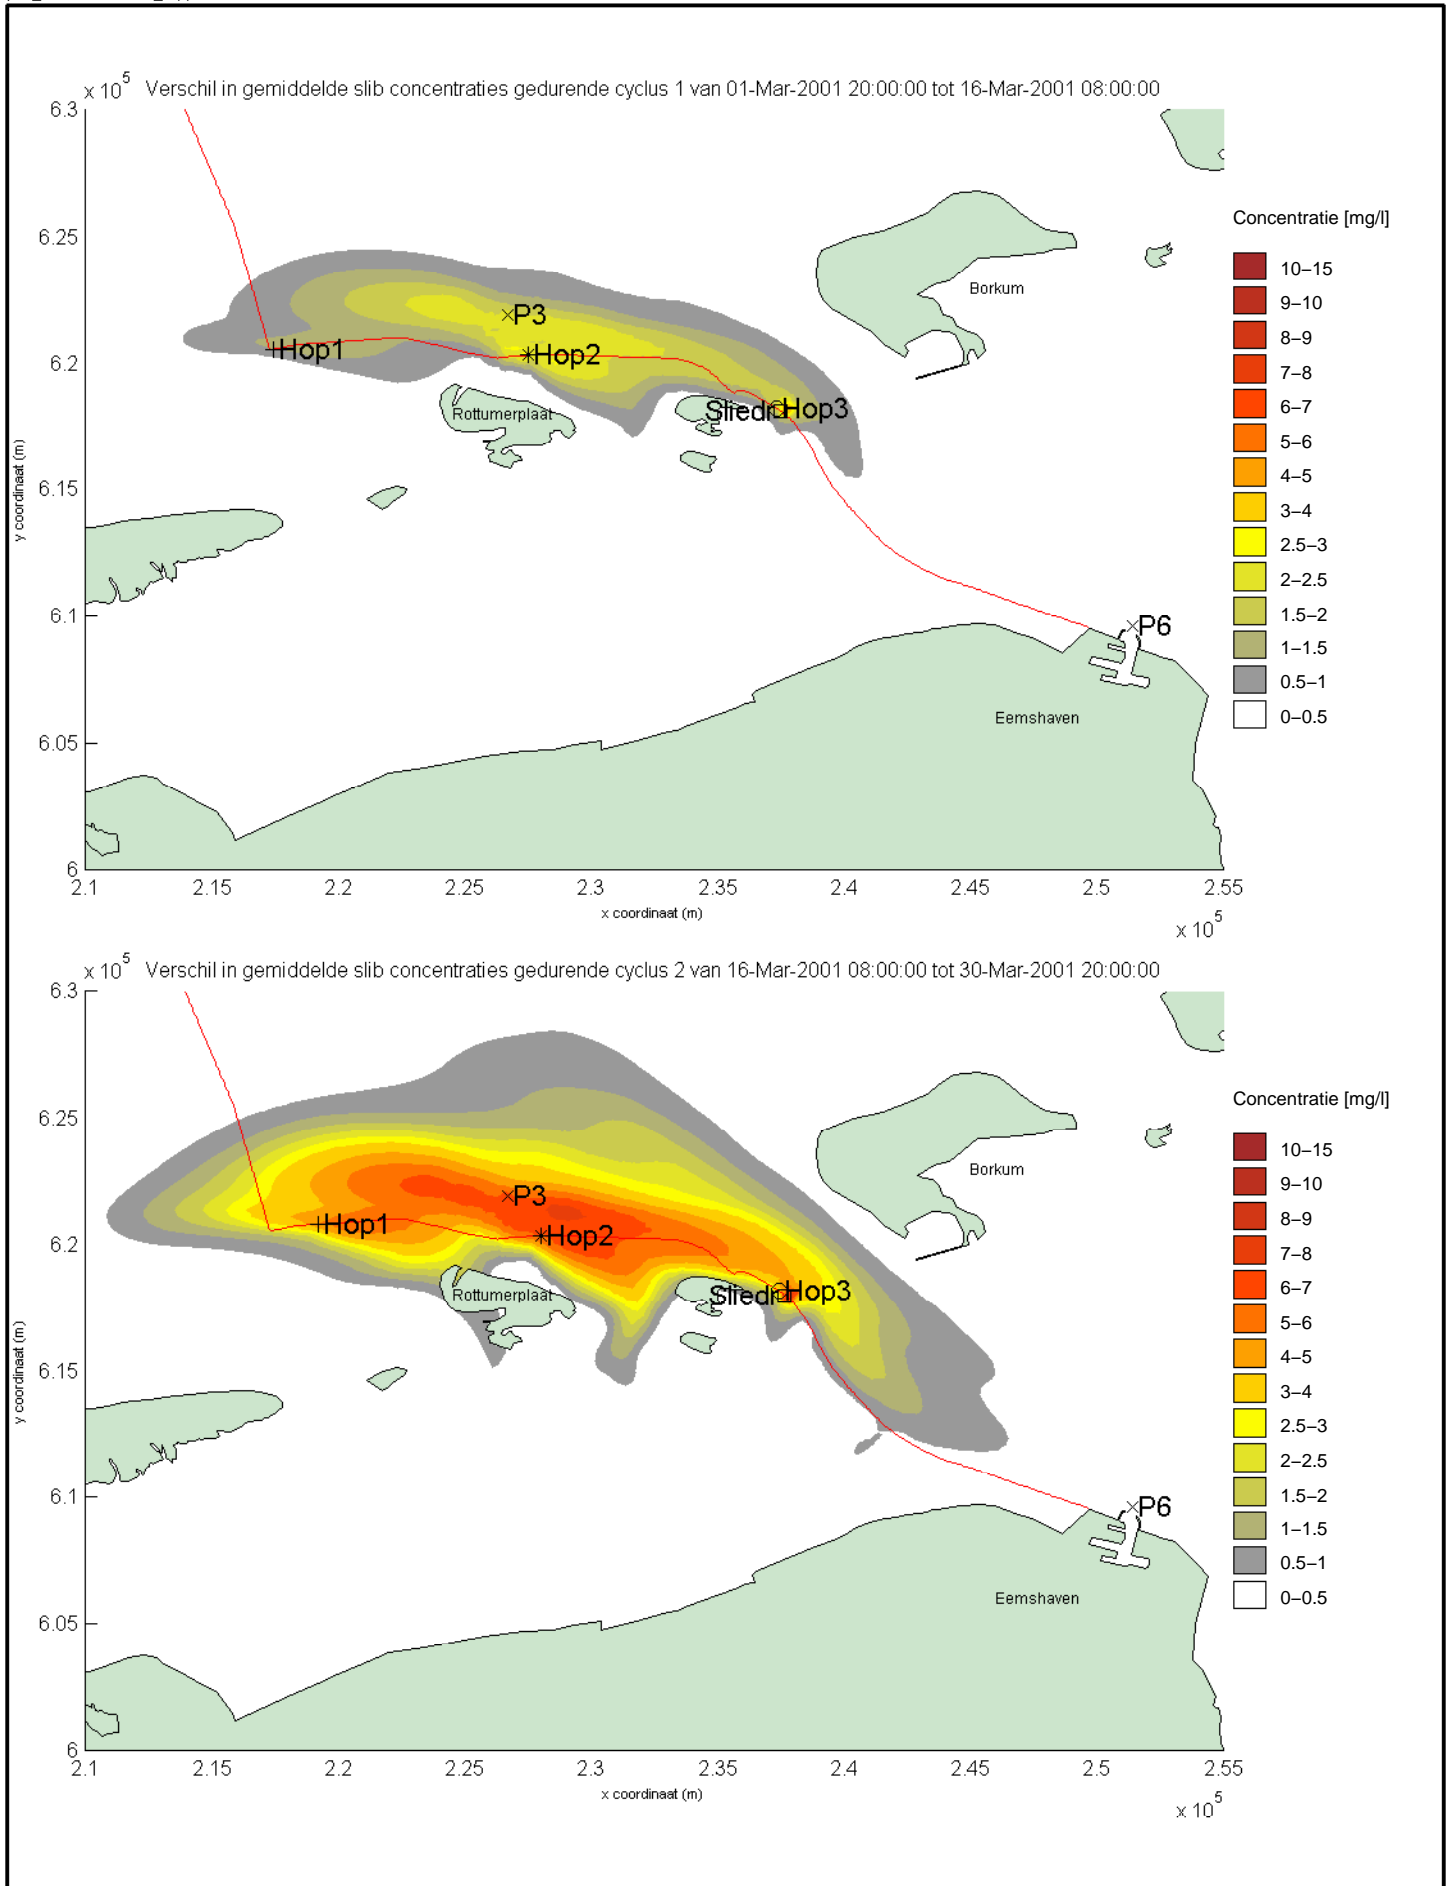 x 10^5 Verschil in gemiddelde slib concentraties gedurende cyclus 1 van 01-Mar-2001 20:00:00 tot 16-Mar-2001 08:00:00
6.3
6.25
6.2
6.15
6.1
6.05
6
y coordinaat (m)
Hop1
P3
Hop2
Hop3
Rottumerplaat
Borkum
P6
Eemshaven
2.1 2.15 2.2 2.25 2.3 2.35 2.4 2.45 2.5 2.55
x coordinaat (m)
x 10^5
Concentratie [mg/l]
10–15
9–10
8–9
7–8
6–7
5–6
4–5
3–4
2.5–3
2–2.5
1.5–2
1–1.5
0.5–1
0–0.5
x 10^5 Verschil in gemiddelde slib concentraties gedurende cyclus 2 van 16-Mar-2001 08:00:00 tot 30-Mar-2001 20:00:00
6.3
6.25
6.2
6.15
6.1
6.05
6
y coordinaat (m)
Hop1
P3
Hop2
Hop3
Rottumerplaat
Borkum
P6
Eemshaven
2.1 2.15 2.2 2.25 2.3 2.35 2.4 2.45 2.5 2.55
x coordinaat (m)
x 10^5
Concentratie [mg/l]
10–15
9–10
8–9
7–8
6–7
5–6
4–5
3–4
2.5–3
2–2.5
1.5–2
1–1.5
0.5–1
0–0.5